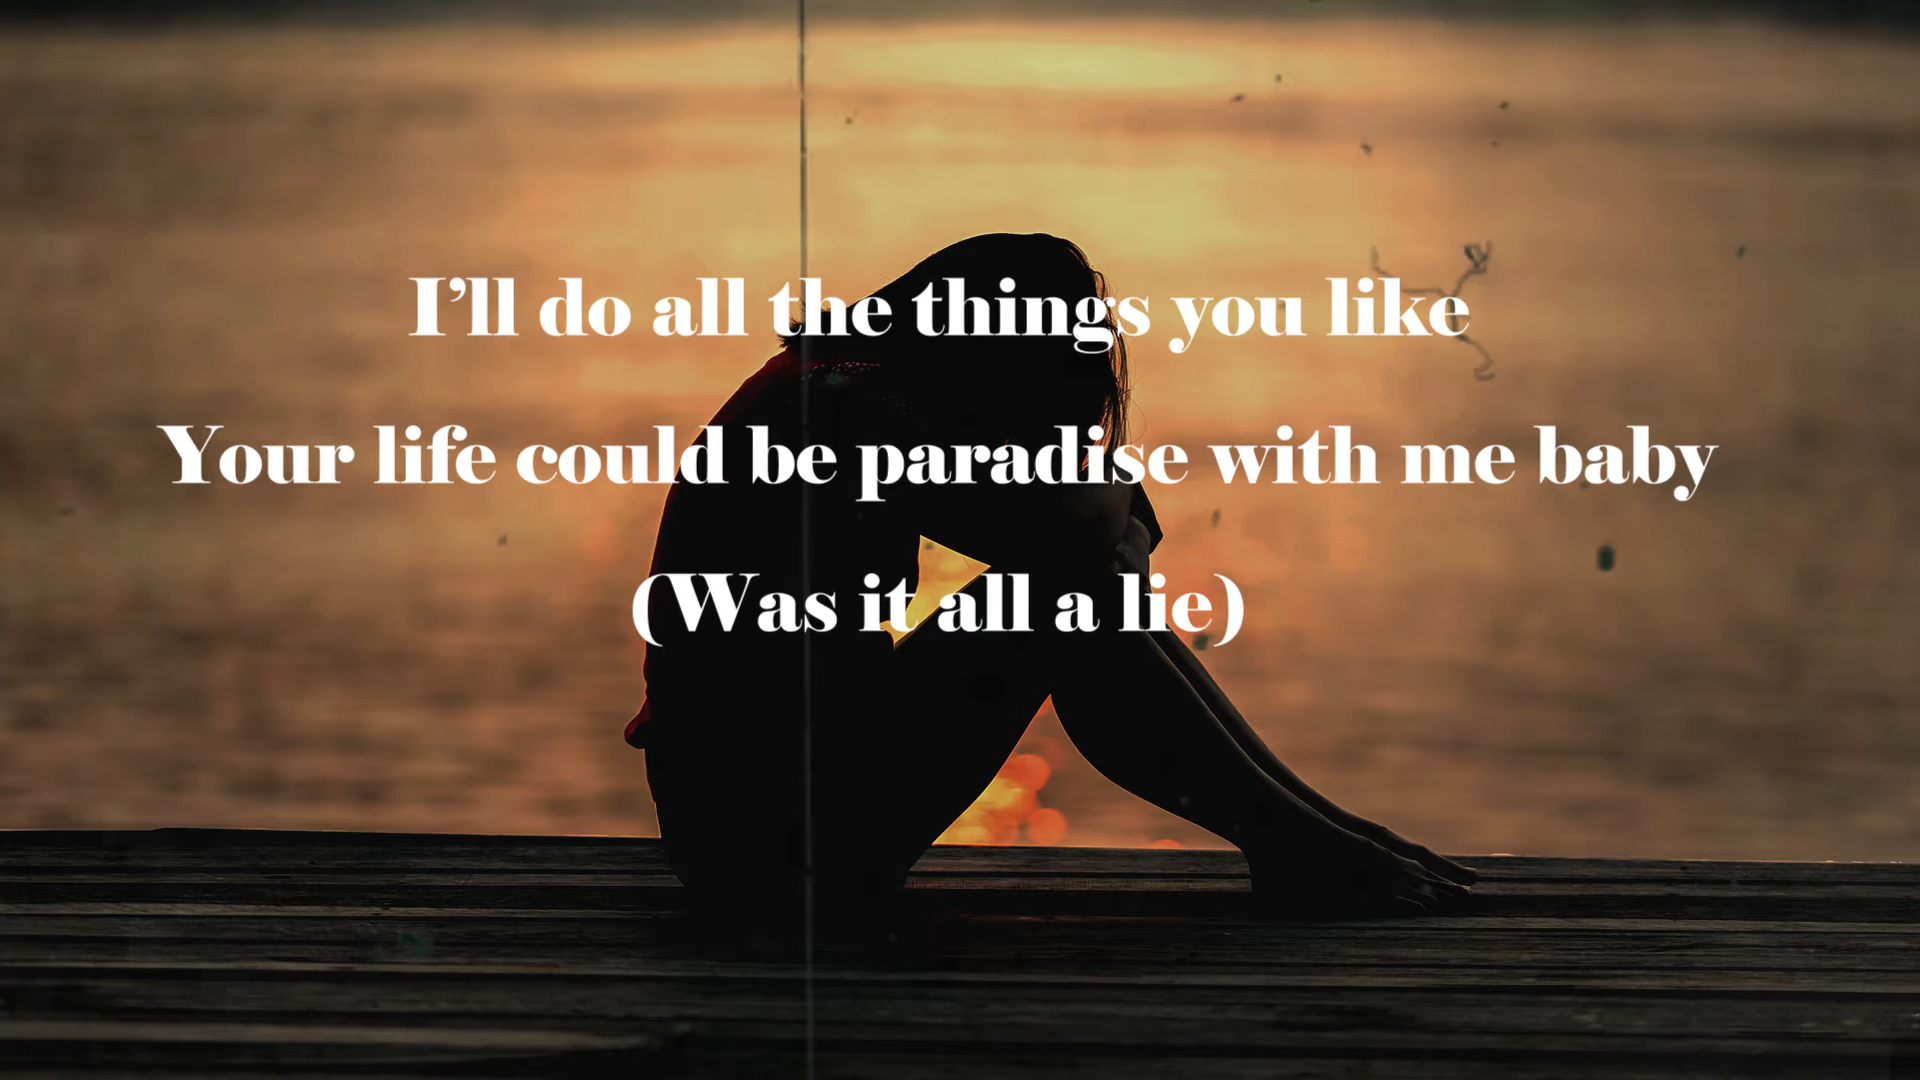 I’ll do all the things you like
Your life could be paradise with me baby
(Was it all a lie)